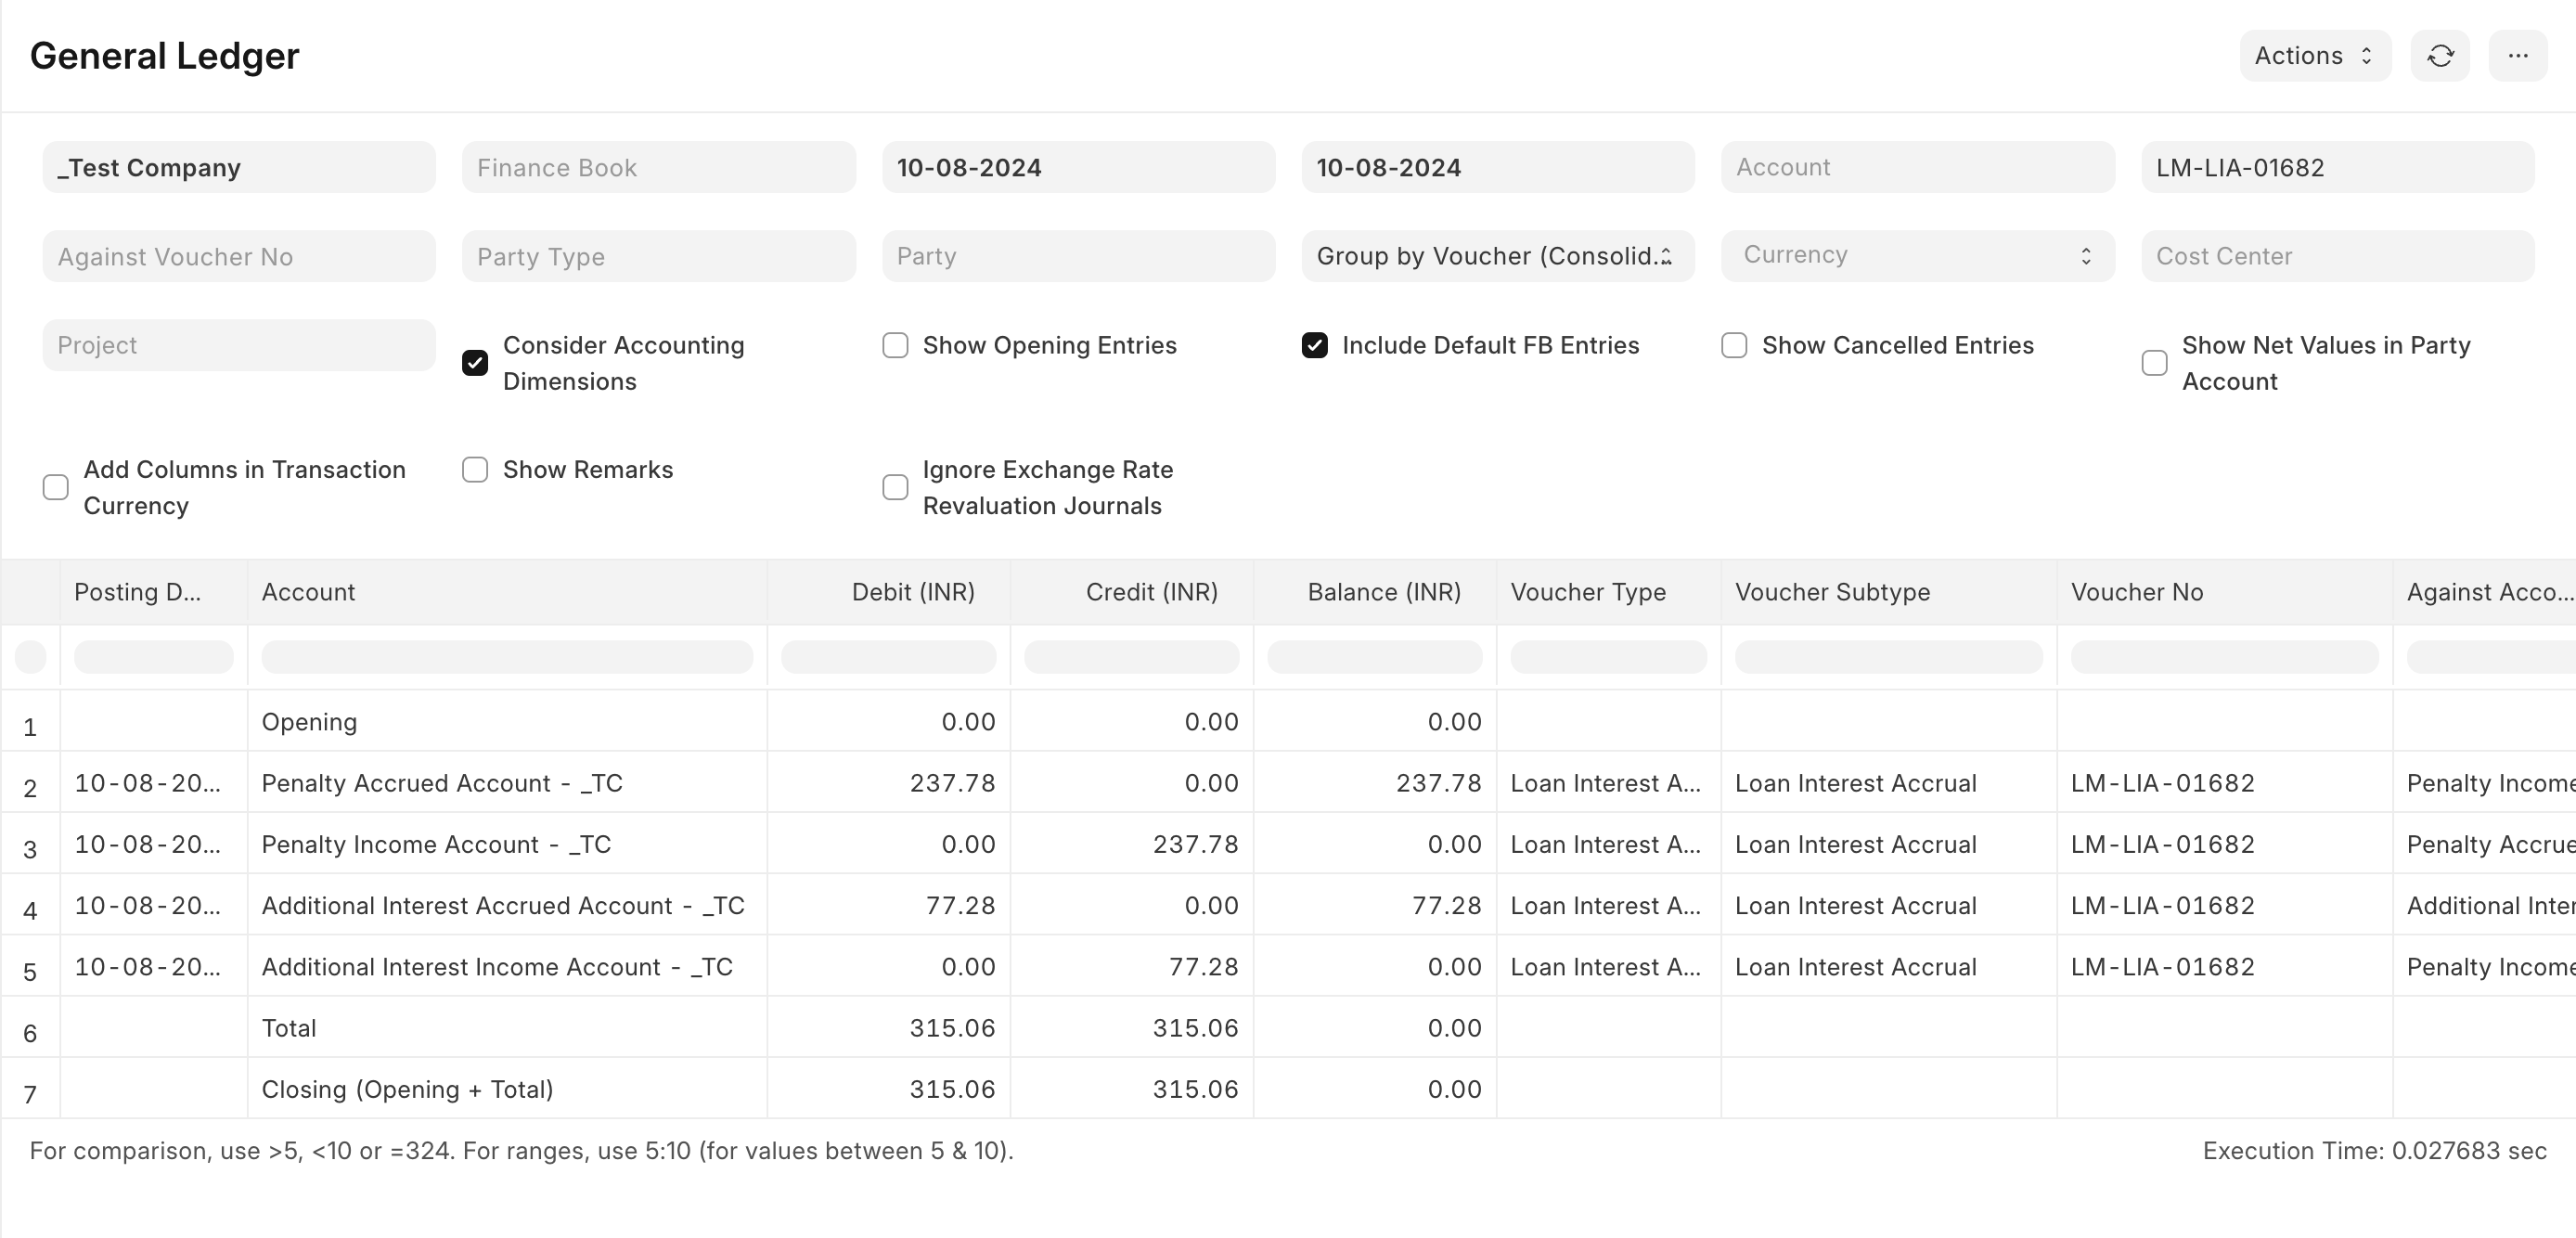 General Ledger
Actions
_Test Company
Finance Book
10-08-2024
10-08-2024
Account
LM-LIA-01682
Against Voucher No
Party Type
Party
Group by Voucher (Consolid...
Currency
Cost Center
Project
Consider Accounting
Dimensions
Show Opening Entries
Include Default FB Entries
Show Cancelled Entries
Show Net Values in Party
Account
Add Columns in Transaction
Currency
Show Remarks
Ignore Exchange Rate
Revaluation Journals
Posting D... Account Debit (INR) Credit (INR) Balance (INR) Voucher Type Voucher Subtype Voucher No Against Acco...
1 Opening 0.00 0.00 0.00
2 10-08-20... Penalty Accrued Account - _TC 237.78 0.00 237.78 Loan Interest A... Loan Interest Accrual LM-LIA-01682 Penalty Income
3 10-08-20... Penalty Income Account - _TC 0.00 237.78 0.00 Loan Interest A... Loan Interest Accrual LM-LIA-01682 Penalty Accrue
4 10-08-20... Additional Interest Accrued Account - _TC 77.28 0.00 77.28 Loan Interest A... Loan Interest Accrual LM-LIA-01682 Additional Inter
5 10-08-20... Additional Interest Income Account - _TC 0.00 77.28 0.00 Loan Interest A... Loan Interest Accrual LM-LIA-01682 Penalty Income
6 Total 315.06 315.06 0.00
7 Closing (Opening + Total) 315.06 315.06 0.00
For comparison, use >5, <10 or =324. For ranges, use 5:10 (for values between 5 & 10).
Execution Time: 0.027683 sec